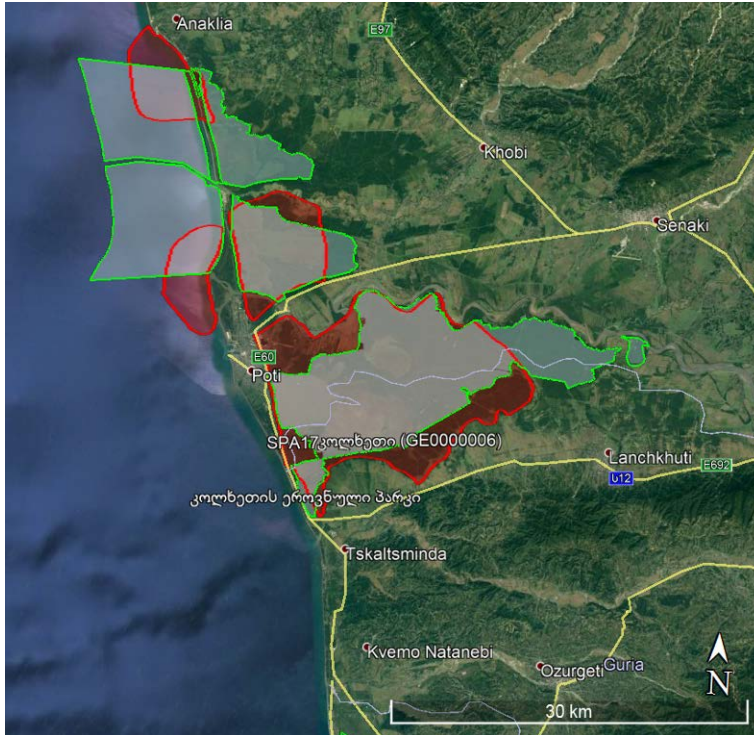 Anaklia
E97
Khobi
Senaki
E60
Poti
SPA17კოლხეთი (GE0000006)
Lanchkhuti
E692
ს12
კოლხეთის ეროვნული პარკი
Tskaltsminda
Kvemo Natanebi
Ozurgeti
Guria
N
30 km